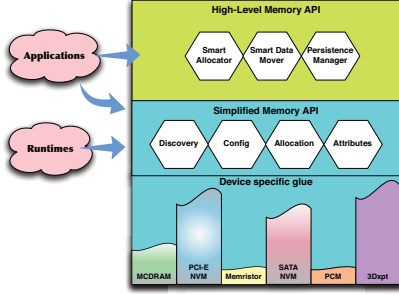 High-Level Memory API
Applications
Smart
Allocator
Smart Data
Mover
Persistence
Manager
Simplified Memory API
Runtimes
Discovery
Config
Allocation
Attributes
Device specific glue
MCDRAM
PCI-E
NVM
Memristor
SATA
NVM
PCM
3Dxpt